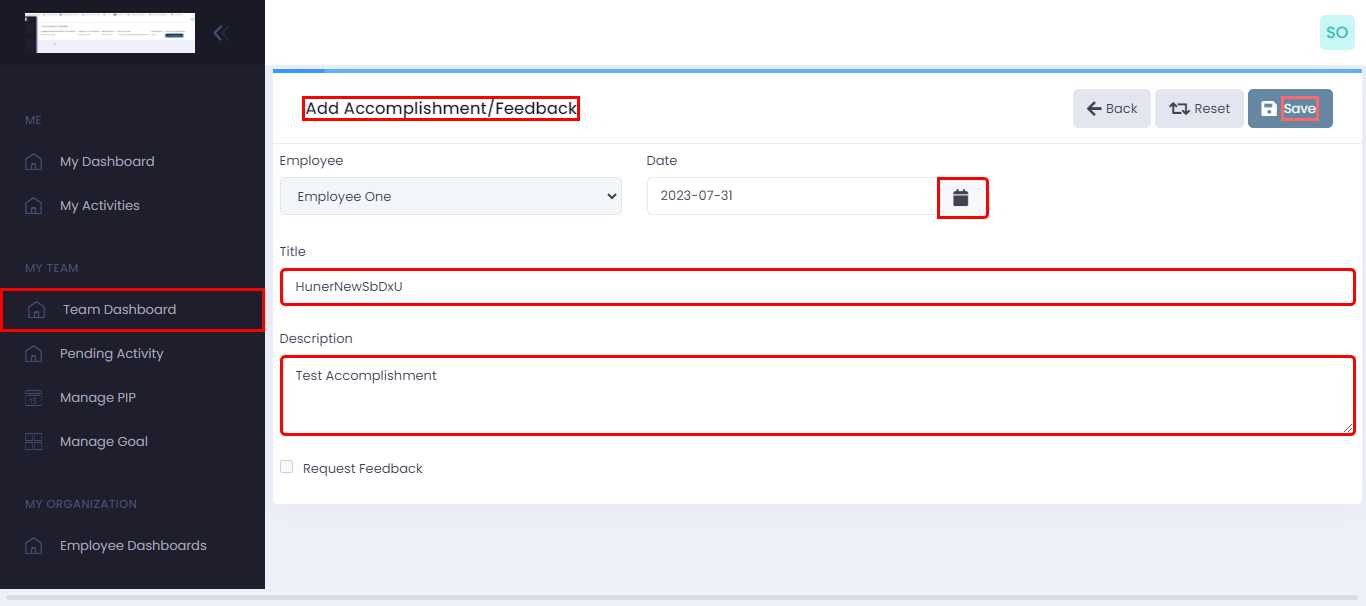 SO
ME
My Dashboard
My Activities
MY TEAM
Team Dashboard
Pending Activity
Manage PIP
15
Manage Goal
MY ORGANIZATION
Employee Dashboards
Add Accomplishment/Feedback
Back
Reset
Save
Employee
Date
Employee One
2023-07-31
Title
HunerNewSbDxU
Description
Test Accomplishment
Request Feedback